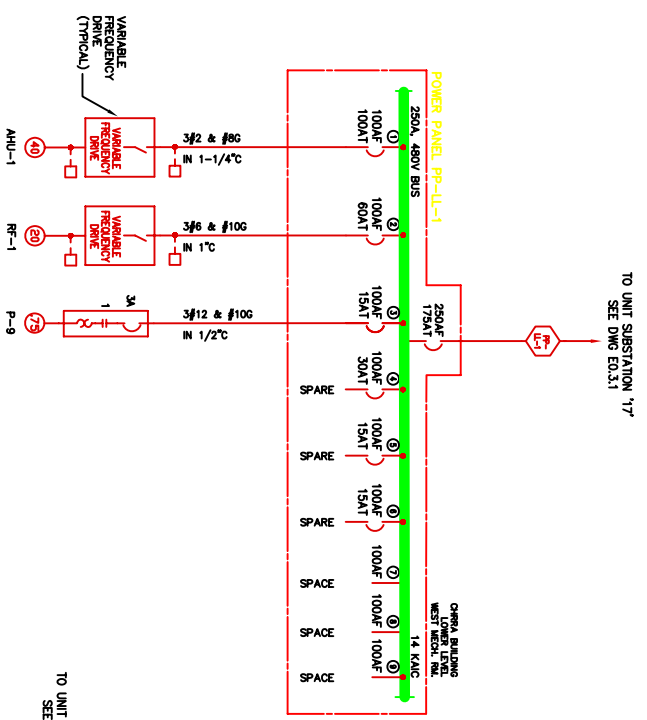 TO UNIT SUBSTATION '17'
SEE DWG E0.3.1
PP-
LL-1
POWER PANEL PP-LL-1
250AF
175AT
CHRRA BUILDING
LOWER LEVEL
WEST MECH. RM.
250A, 480V BUS
14 KAIC
1
100AF
100AT
2
100AF
60AT
3
100AF
15AT
4
100AF
30AT
SPARE
5
100AF
15AT
SPARE
6
100AF
15AT
SPARE
7
100AF
SPACE
8
100AF
SPACE
9
100AF
SPACE
3#2 & #8G
IN 1-1/4"C
3#6 & #10G
IN 1"C
3#12 & #10G
IN 1/2"C
VARIABLE
FREQUENCY
DRIVE
(TYPICAL)
VARIABLE
FREQUENCY
DRIVE
VARIABLE
FREQUENCY
DRIVE
3A
1
40
AHU-1
20
RF-1
.75
P-9
TO UNIT
SEE